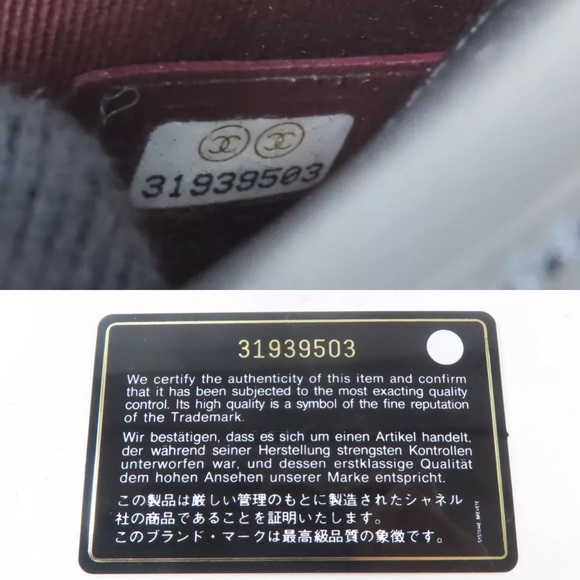 31939503
31939503
We certify the authenticity of this item and confirm
that it has been subjected to the most exacting quality
control. Its high quality is a symbol of the fine reputation
of the Trademark.
Wir bestätigen, dass es sich um einen Artikel handelt,
der während seiner Herstellung strengsten Kontrollen
unterworfen war, und dessen erstklassige Qualität
dem hohen Ansehen unserer Marke entspricht.
この製品は厳しい管理のもとに製造されたシャネル
社の商品であることを証明いたします。
このブランド・マークは最高級品質の象徴です。
SYSTEME BREVETE